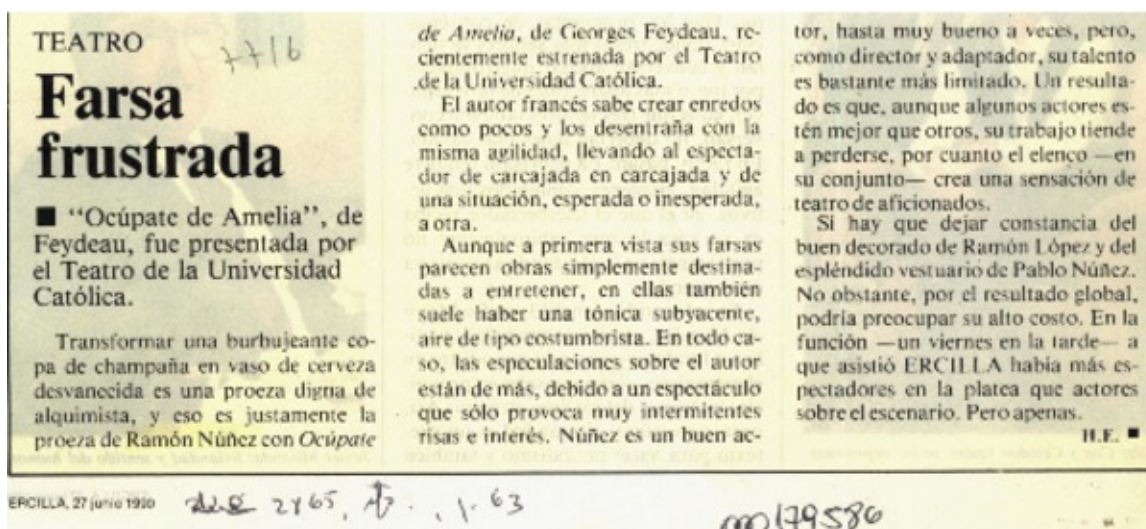 TEATRO
7716
Farsa
frustrada
■ “Ocúpate de Amelia”, de
Feydeau, fue presentada por
el Teatro de la Universidad
Católica.
Transformar una burbujeante co-
pa de champaña en vaso de cerveza
desvanecida es una proeza digna de
alquimista, y eso es justamente la
proeza de Ramón Núñez con Ocúpate
de Amelia, de Georges Feydeau, re-
cientemente estrenada por el Teatro
de la Universidad Católica.
El autor francés sabe crear enredos
como pocos y los desentraña con la
misma agilidad, llevando al especta-
dor de carcajada en carcajada y de
una situación, esperada o inesperada,
a otra.
Aunque a primera vista sus farsas
parecen obras simplemente destina-
das a entretener, en ellas también
suele haber una tónica subyacente,
aire de tipo costumbrista. En todo ca-
so, las especulaciones sobre el autor
están de más, debido a un espectáculo
que sólo provoca muy intermitentes
risas e interés. Núñez es un buen ac-
tor, hasta muy bueno a veces, pero,
como director y adaptador, su talento
es bastante más limitado. Un resulta-
do es que, aunque algunos actores es-
tén mejor que otros, su trabajo tiende
a perderse, por cuanto el elenco —en
su conjunto— crea una sensación de
teatro de aficionados.
Si hay que dejar constancia del
buen decorado de Ramón López y del
espléndido vestuario de Pablo Núñez.
No obstante, por el resultado global,
podría preocupar su alto costo. En la
función —un viernes en la tarde— a
que asistió ERCILLA había más es-
pectadores en la platea que actores
sobre el escenario. Pero apenas.
H.E. ■
ERCILLA, 27 junio 1990
2865, 1. 63
000179586